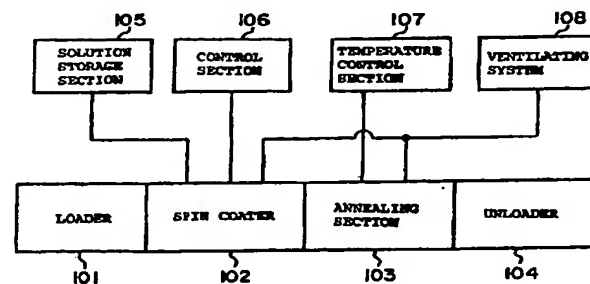 105
106
107
108
SOLUTION
STORAGE
SECTION
CONTROL
SECTION
TEMPERATURE
CONTROL
SECTION
VENTILATING
SYSTEM
LOADER
SPIN COATER
ANNEALING
SECTION
UNLOADER
101
102
103
104